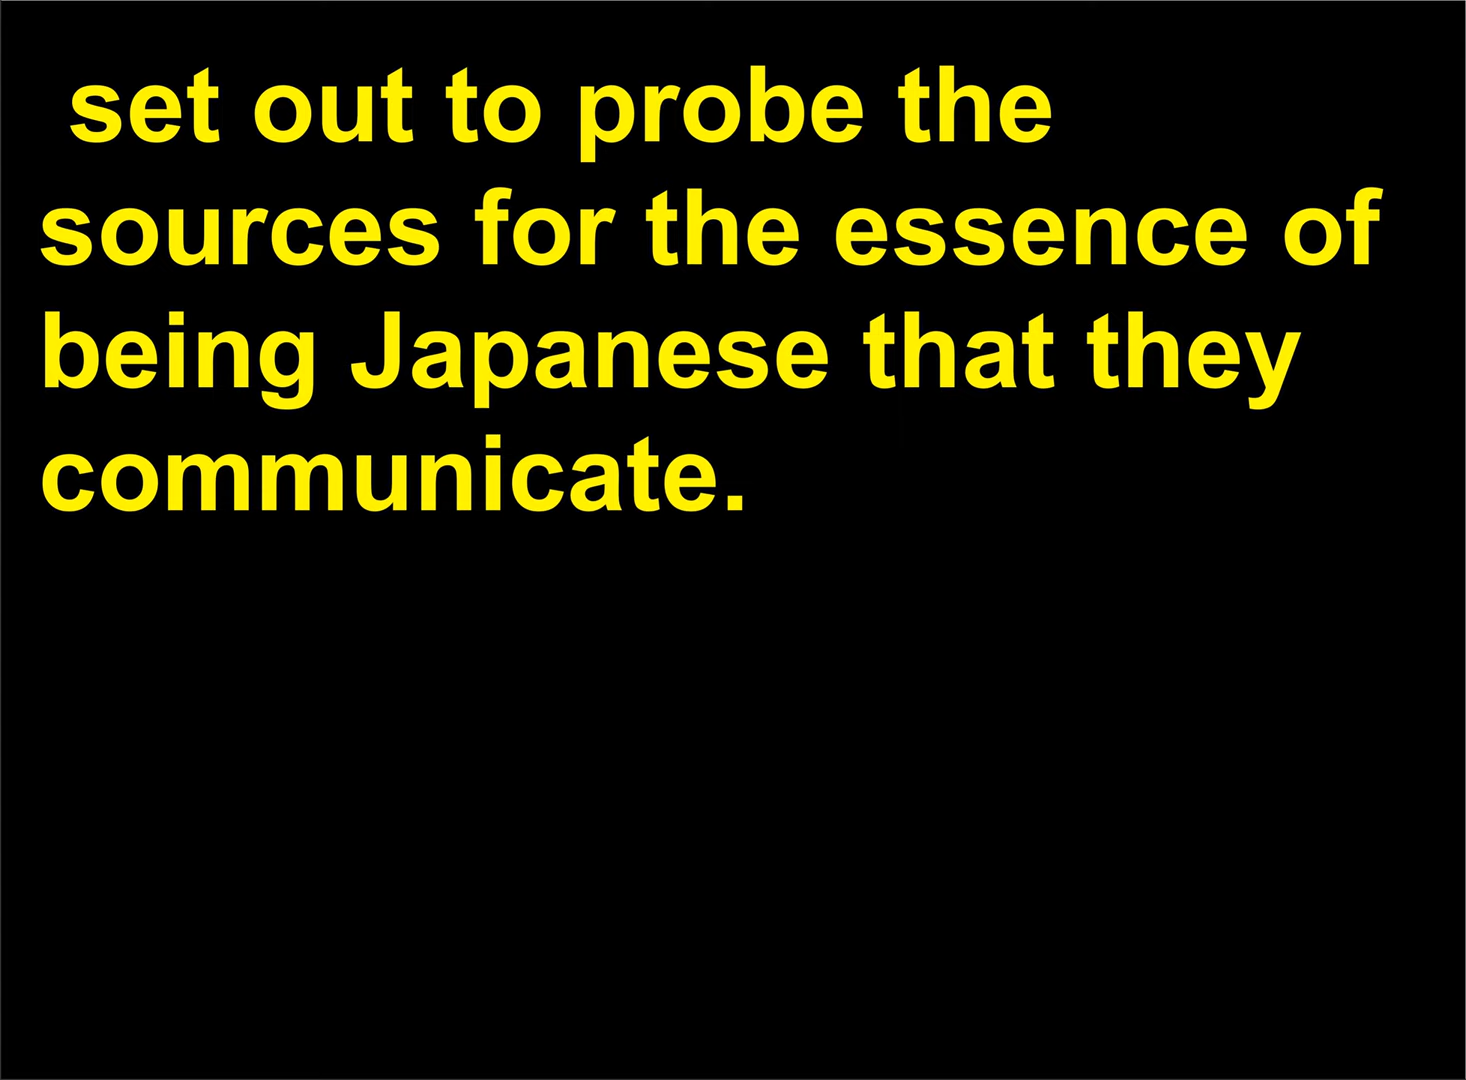 set out to probe the
sources for the essence of
being Japanese that they
communicate.